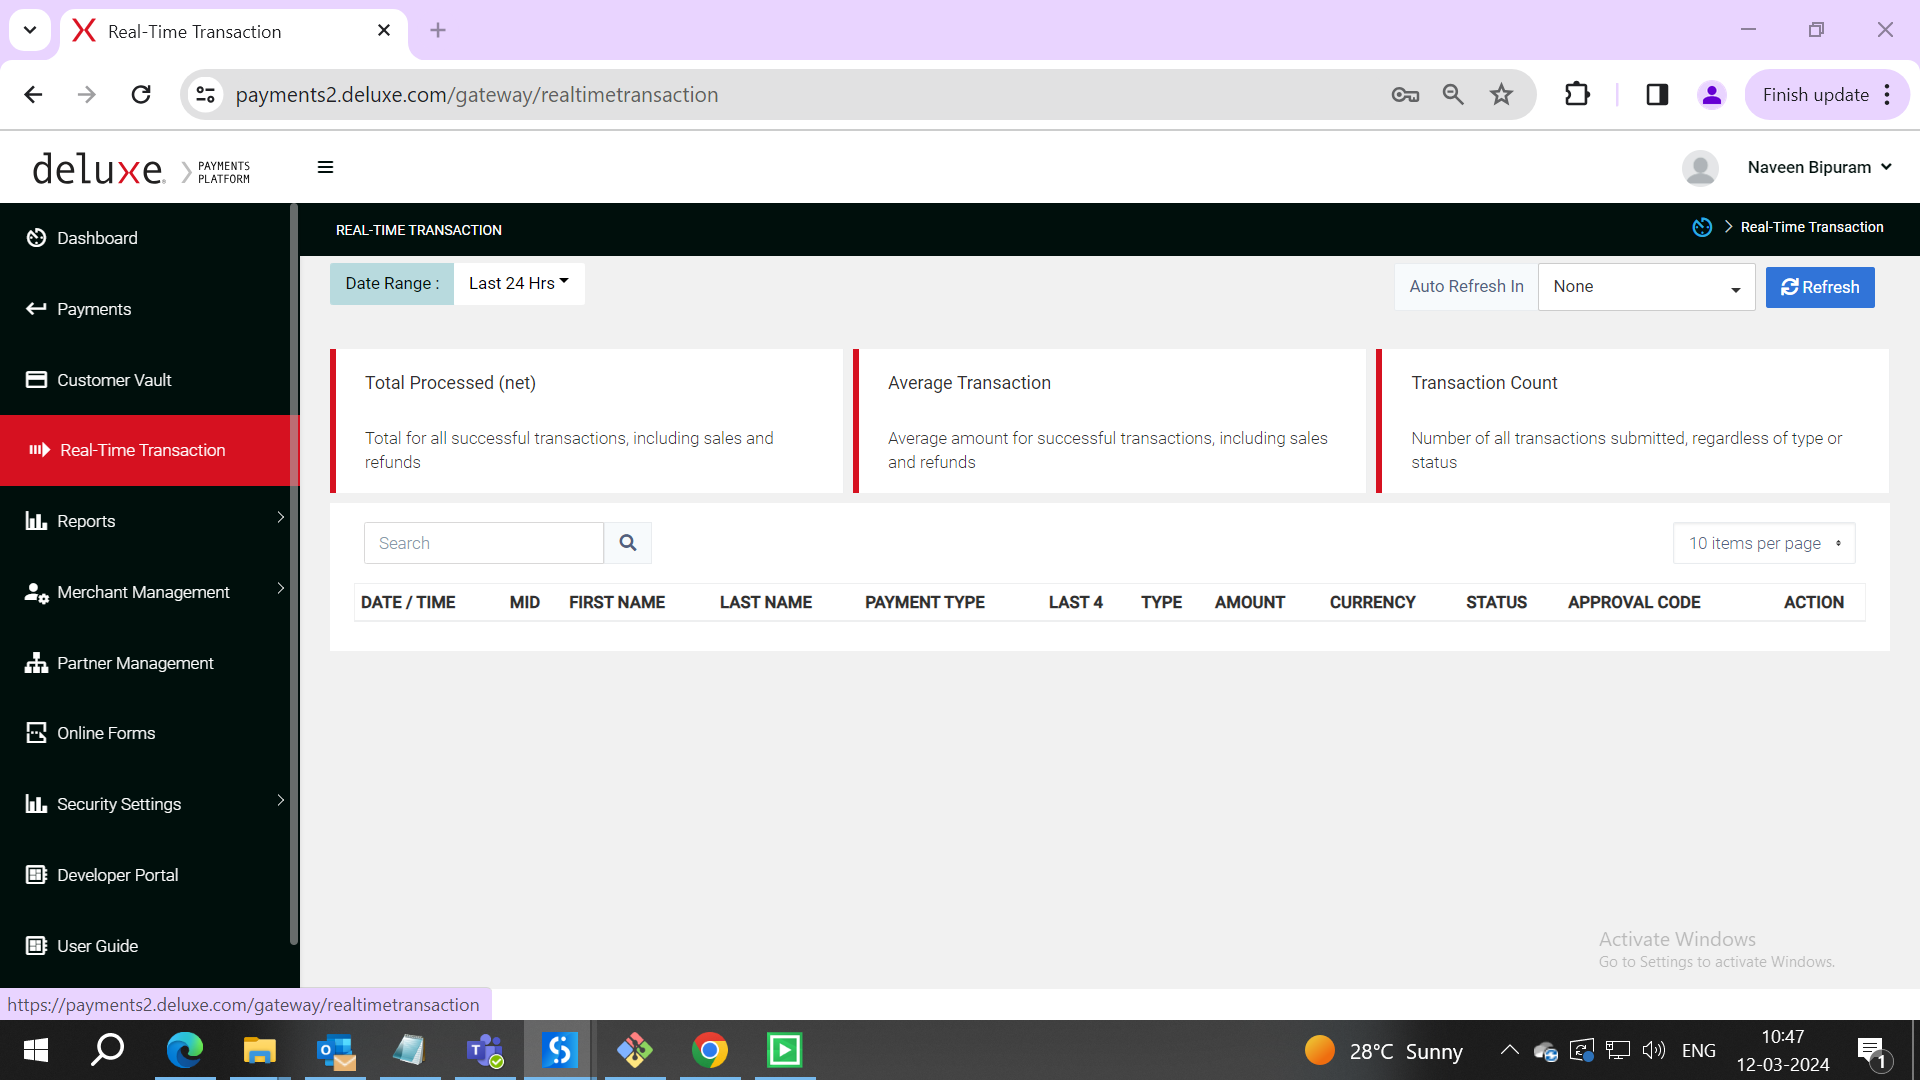 Real-Time Transaction
payments2.deluxe.com/gateway/realtimetransaction
Finish update
deluxe. PAYMENTS
PLATFORM
Naveen Bipuram
Dashboard
Payments
Customer Vault
Real-Time Transaction
Reports
Merchant Management
Partner Management
Online Forms
Security Settings
Developer Portal
User Guide
REAL-TIME TRANSACTION
Real-Time Transaction
Date Range :
Last 24 Hrs
Auto Refresh In
None
Refresh
Total Processed (net)
Total for all successful transactions, including sales and
refunds
Average Transaction
Average amount for successful transactions, including sales
and refunds
Transaction Count
Number of all transactions submitted, regardless of type or
status
Search
10 items per page
DATE / TIME MID FIRST NAME LAST NAME PAYMENT TYPE LAST 4 TYPE AMOUNT CURRENCY STATUS APPROVAL CODE ACTION
Activate Windows
Go to Settings to activate Windows.
https://payments2.deluxe.com/gateway/realtimetransaction
28°C Sunny
ENG
10:47
12-03-2024
1